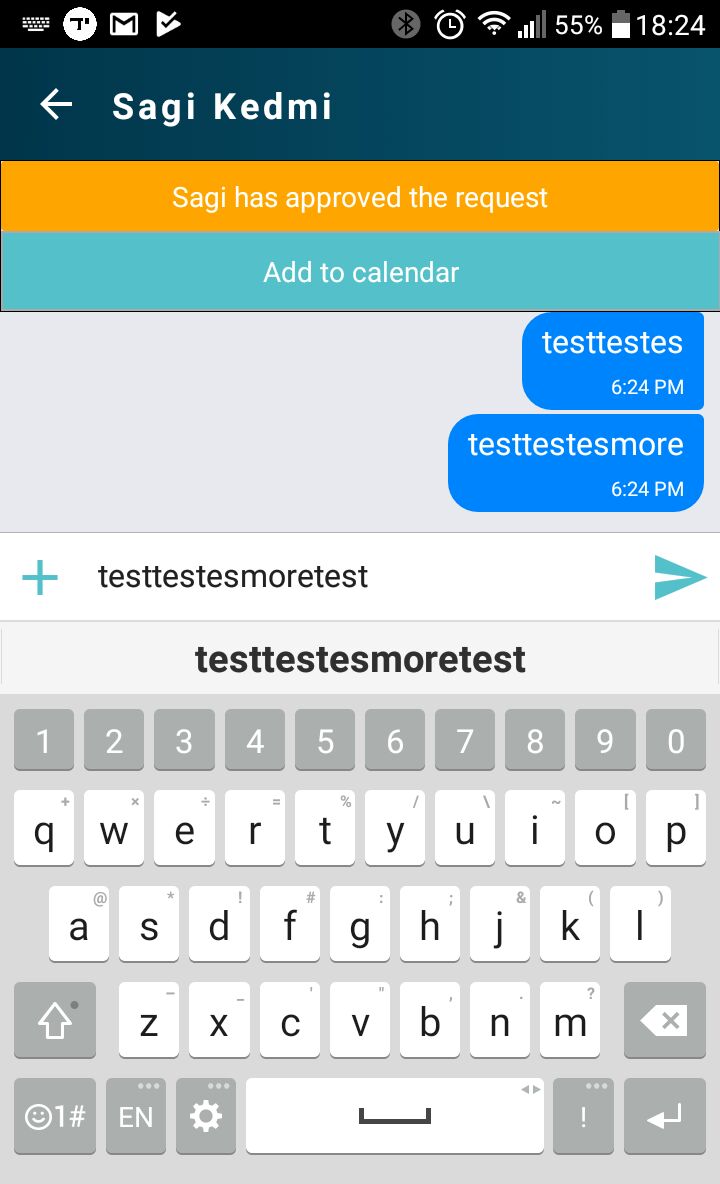 55% 18:24
Sagi Kedmi
Sagi has approved the request
Add to calendar
testtestes
6:24 PM
testtestesmore
6:24 PM
testtestesmoretest
testtestesmoretest
1 2 3 4 5 6 7 8 9 0
+ × ÷ = % / \ ~ [ ]
q w e r t y u i o p
@ * ! # : ; & ( )
a s d f g h j k l
– _ ' " , . ?
z x c v b n m
1# EN !